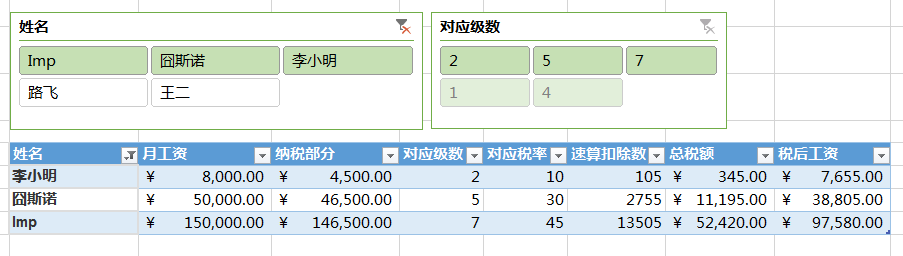 姓名
Imp 囧斯诺 李小明
路飞 王二
对应级数
2 5 7
1 4
姓名 月工资 纳税部分 对应级数 对应税率 速算扣除数 总税额 税后工资
李小明 ¥ 8,000.00 ¥ 4,500.00 2 10 105 ¥ 345.00 ¥ 7,655.00
囧斯诺 ¥ 50,000.00 ¥ 46,500.00 5 30 2755 ¥ 11,195.00 ¥ 38,805.00
Imp ¥ 150,000.00 ¥ 146,500.00 7 45 13505 ¥ 52,420.00 ¥ 97,580.00